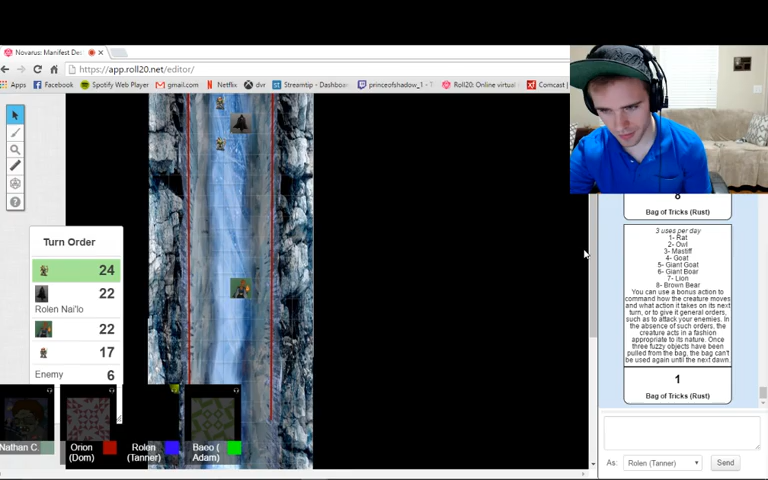 Novarus: Manifest De:
https://app.roll20.net/editor/
Apps Facebook Spotify Web Player gmail.com Netflix dvr Streamtip - Dashboa princeofshadow_1 - T Roll20: Online virtual Comcast
Turn Order
24
22
Rolen Nai'lo
22
17
Enemy 6
Nathan C.
Orion (Dom)
Rolen (Tanner)
Baoo ( Adam)
8
Bag of Tricks (Rust)
3 uses per day
1- Rat
2- Owl
3- Mastiff
4- Goat
5- Giant Goat
6- Giant Boar
7- Lion
8- Brown Bear
You can use a bonus action to
command how the creature moves
and what action it takes on its next
turn, or to give it general orders,
such as to attack your enemies. In
the absence of such orders, the
creature acts in a fashion
appropriate to its nature. Once
three fuzzy objects have been
pulled from the bag, the bag can't
be used again until the next dawn.
1
Bag of Tricks (Rust)
As: Rolen (Tanner) Send